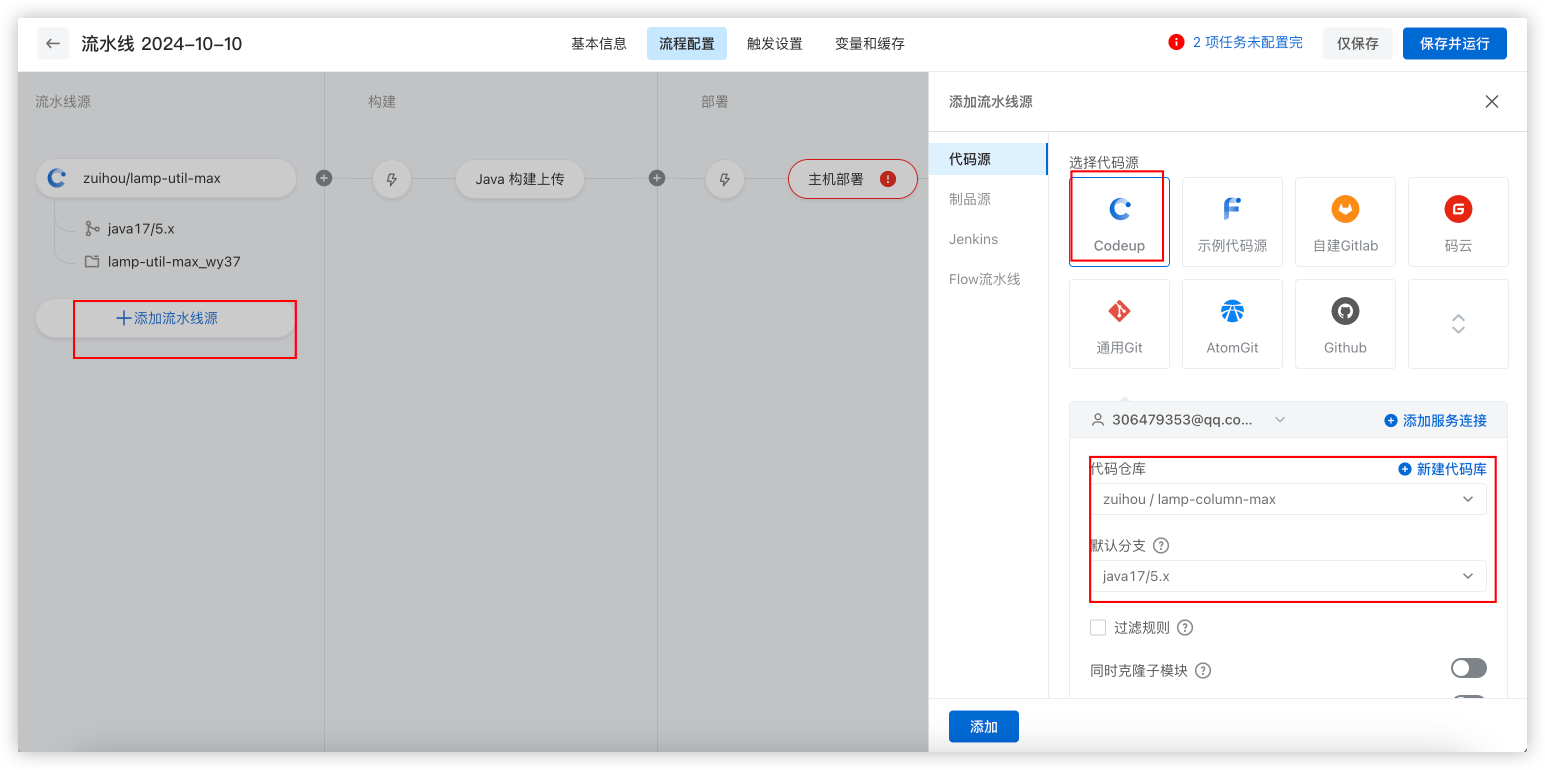 流水线 2024-10-10
基本信息
流程配置
触发设置
变量和缓存
2 项任务未配置完
仅保存
保存并运行
流水线源
构建
部署
zuihou/lamp-util-max
Java 构建上传
主机部署
java17/5.x
lamp-util-max_wy37
添加流水线源
添加流水线源
代码源
制品源
Jenkins
Flow流水线
选择代码源
Codeup
示例代码源
自建Gitlab
码云
通用Git
AtomGit
Github
306479353@qq.co...
添加服务连接
代码仓库
新建代码库
zuihou / lamp-column-max
默认分支
java17/5.x
过滤规则
同时克隆子模块
添加